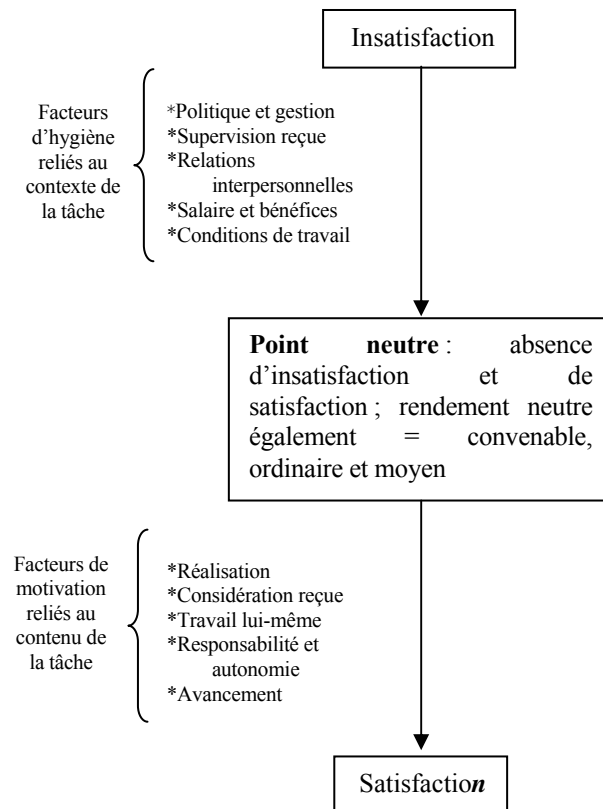 Insatisfaction
Facteurs
d’hygiène
reliés au
contexte de
la tâche
*Politique et gestion
*Supervision reçue
*Relations
interpersonnelles
*Salaire et bénéfices
*Conditions de travail
Point neutre : absence
d’insatisfaction et de
satisfaction ; rendement neutre
également = convenable,
ordinaire et moyen
Facteurs de
motivation
reliés au
contenu de
la tâche
*Réalisation
*Considération reçue
*Travail lui-même
*Responsabilité et
autonomie
*Avancement
Satisfaction